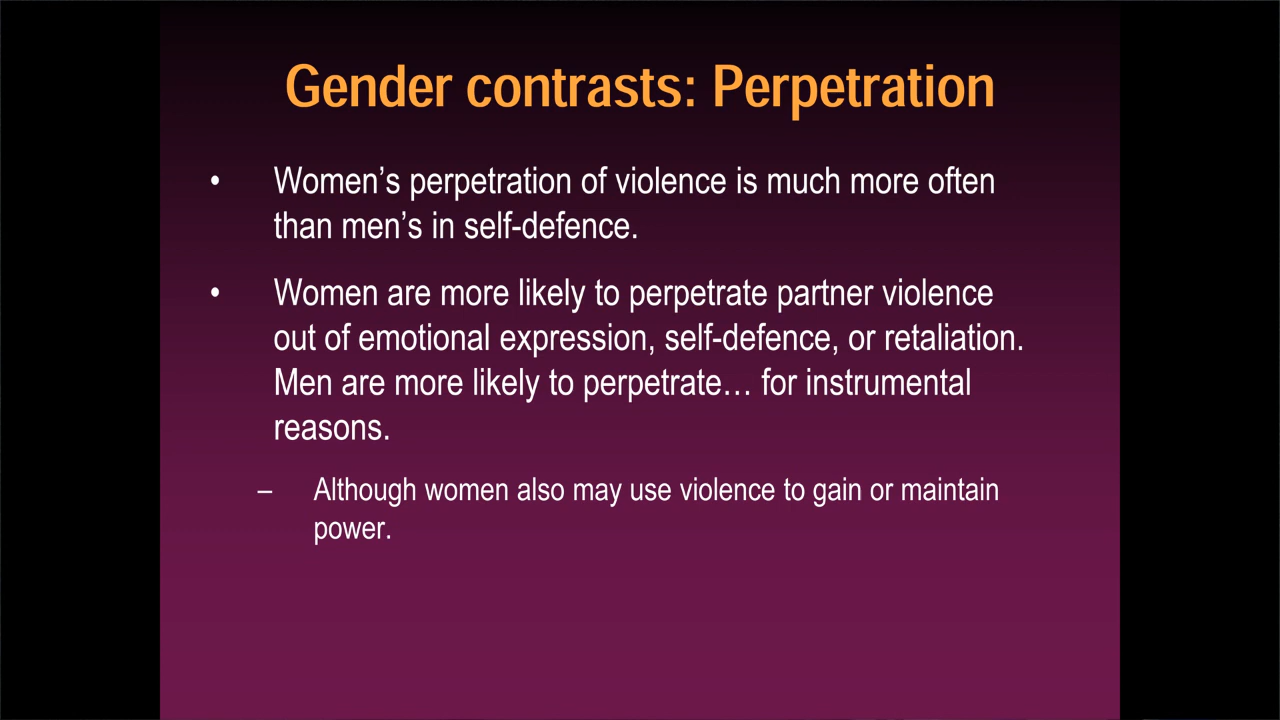 Gender contrasts: Perpetration
• Women’s perpetration of violence is much more often
than men’s in self-defence.
• Women are more likely to perpetrate partner violence
out of emotional expression, self-defence, or retaliation.
Men are more likely to perpetrate… for instrumental
reasons.
– Although women also may use violence to gain or maintain
power.